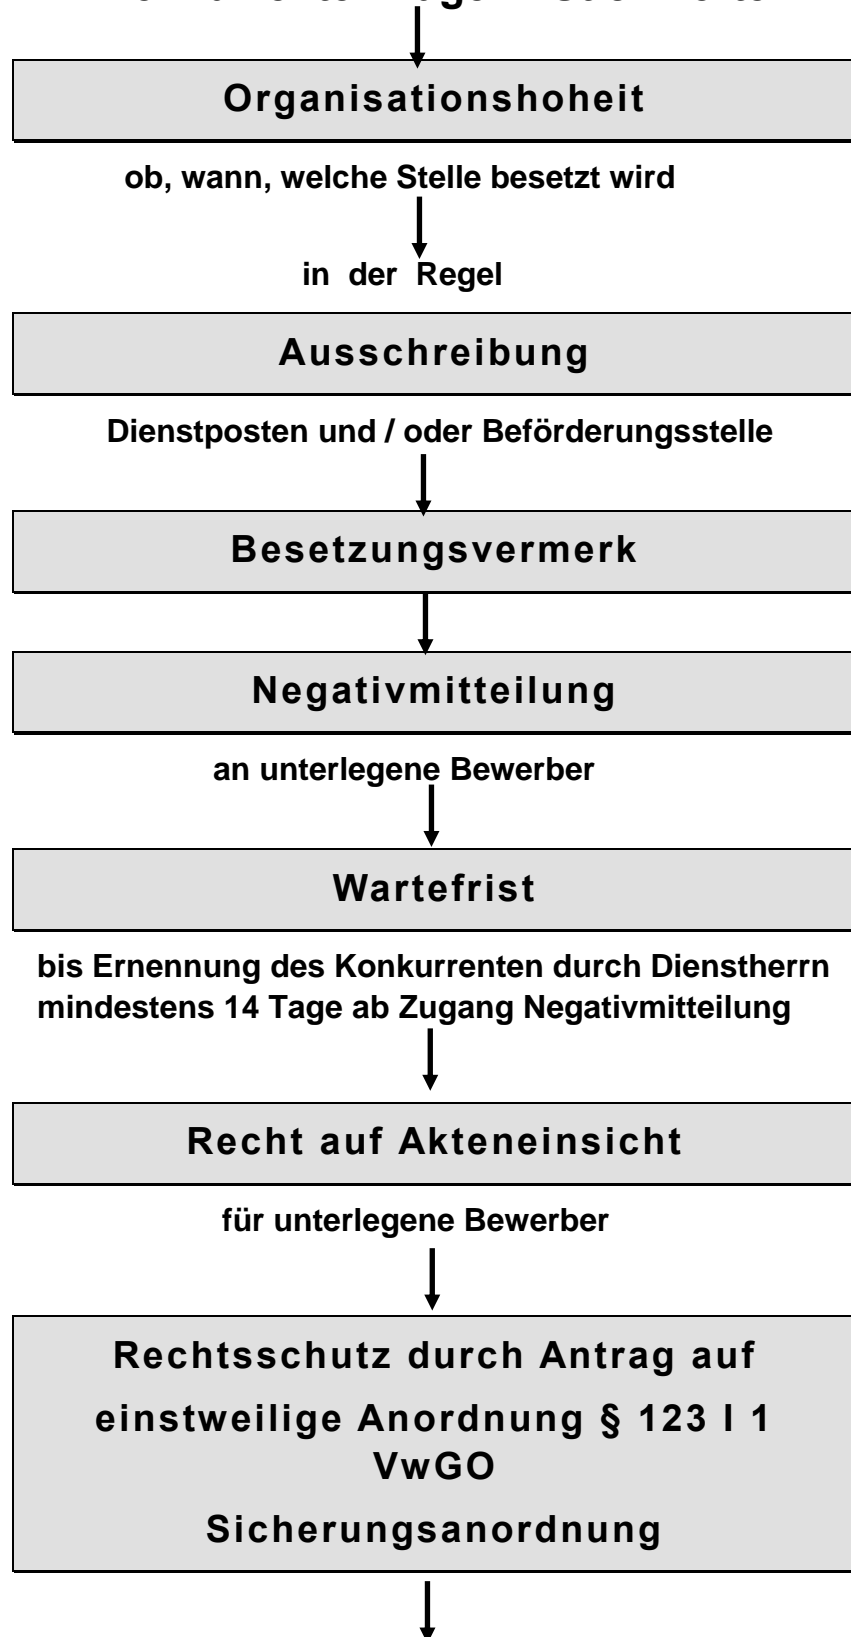 Organisationshoheit
ob, wann, welche Stelle besetzt wird
in der Regel
Ausschreibung
Dienstposten und / oder Beförderungsstelle
Besetzungsvermerk
Negativmitteilung
an unterlegene Bewerber
Wartefrist
bis Ernennung des Konkurrenten durch Dienstherrn
mindestens 14 Tage ab Zugang Negativmitteilung
Recht auf Akteneinsicht
für unterlegene Bewerber
Rechtsschutz durch Antrag auf
einstweilige Anordnung § 123 I 1
VwGO
Sicherungsanordnung